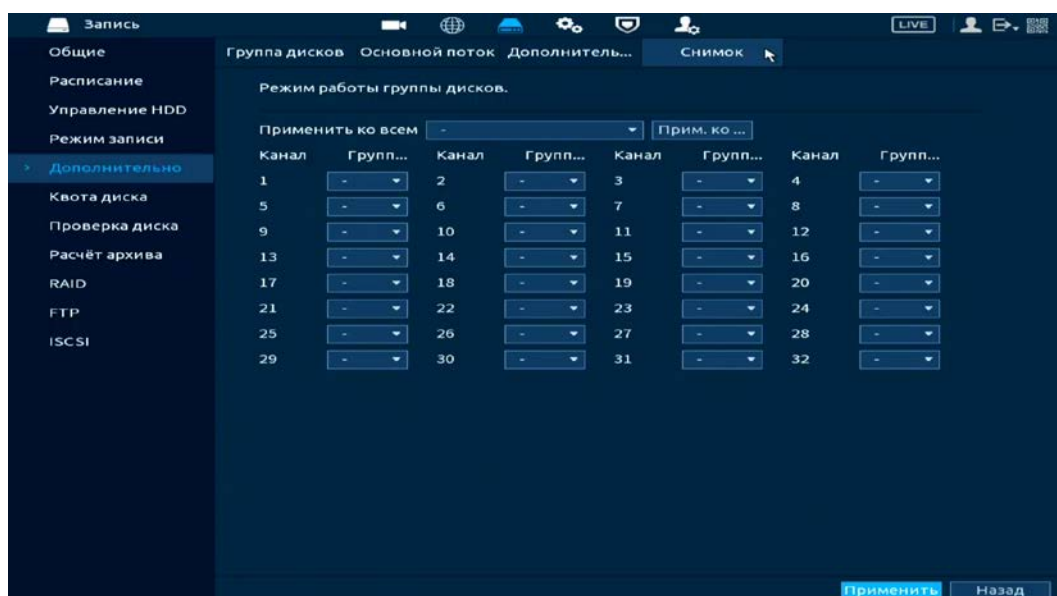 Запись LIVE
Общие
Расписание
Управление HDD
Режим записи
Дополнительно
Квота диска
Проверка диска
Расчёт архива
RAID
FTP
ISCSI
Группа дисков Основной поток Дополнитель... Снимок
Режим работы группы дисков.
Применить ко всем - Прим. ко ...
Канал Групп... Канал Групп... Канал Групп... Канал Групп...
1 - 2 - 3 - 4 -
5 - 6 - 7 - 8 -
9 - 10 - 11 - 12 -
13 - 14 - 15 - 16 -
17 - 18 - 19 - 20 -
21 - 22 - 23 - 24 -
25 - 26 - 27 - 28 -
29 - 30 - 31 - 32 -
Применить Назад